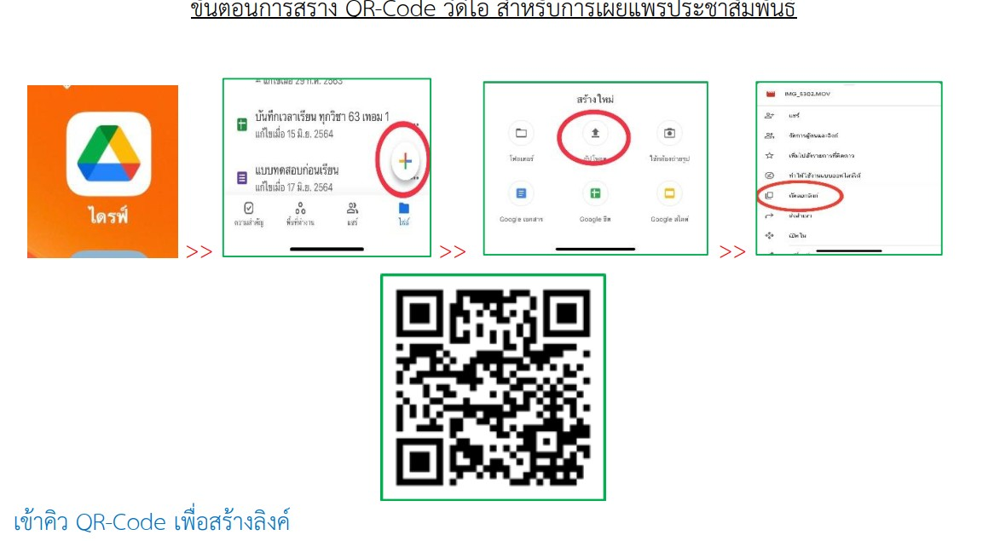 ขั้นตอนการสร้าง QR-Code วีดีโอ สำหรับการเผยแพร่ประชาสัมพันธ์
ไดรฟ์
>>
แก้ไขเมื่อ 29 ก.ค. 2563
บันทึกเวลาเรียน ทุกวิชา 63 เทอม 1
แก้ไขเมื่อ 15 มิ.ย. 2564
แบบทดสอบก่อนเรียน
แก้ไขเมื่อ 17 มิ.ย. 2564
ความสำคัญ พื้นที่ทำงาน แชร์ ไฟล์
>>
สร้างใหม่
โฟลเดอร์ อัปโหลด ใช้กล้องถ่ายรูป
Google เอกสาร Google ชีต Google สไลด์
>>
IMG_5302.MOV
แชร์
จัดการผู้คนและลิงก์
เพิ่มไปยังรายการที่ติดดาว
ทำให้ใช้งานแบบออฟไลน์ได้
คัดลอกลิงก์
ส่งสำเนา
เปิดใน
เข้าคิว QR-Code เพื่อสร้างลิงค์